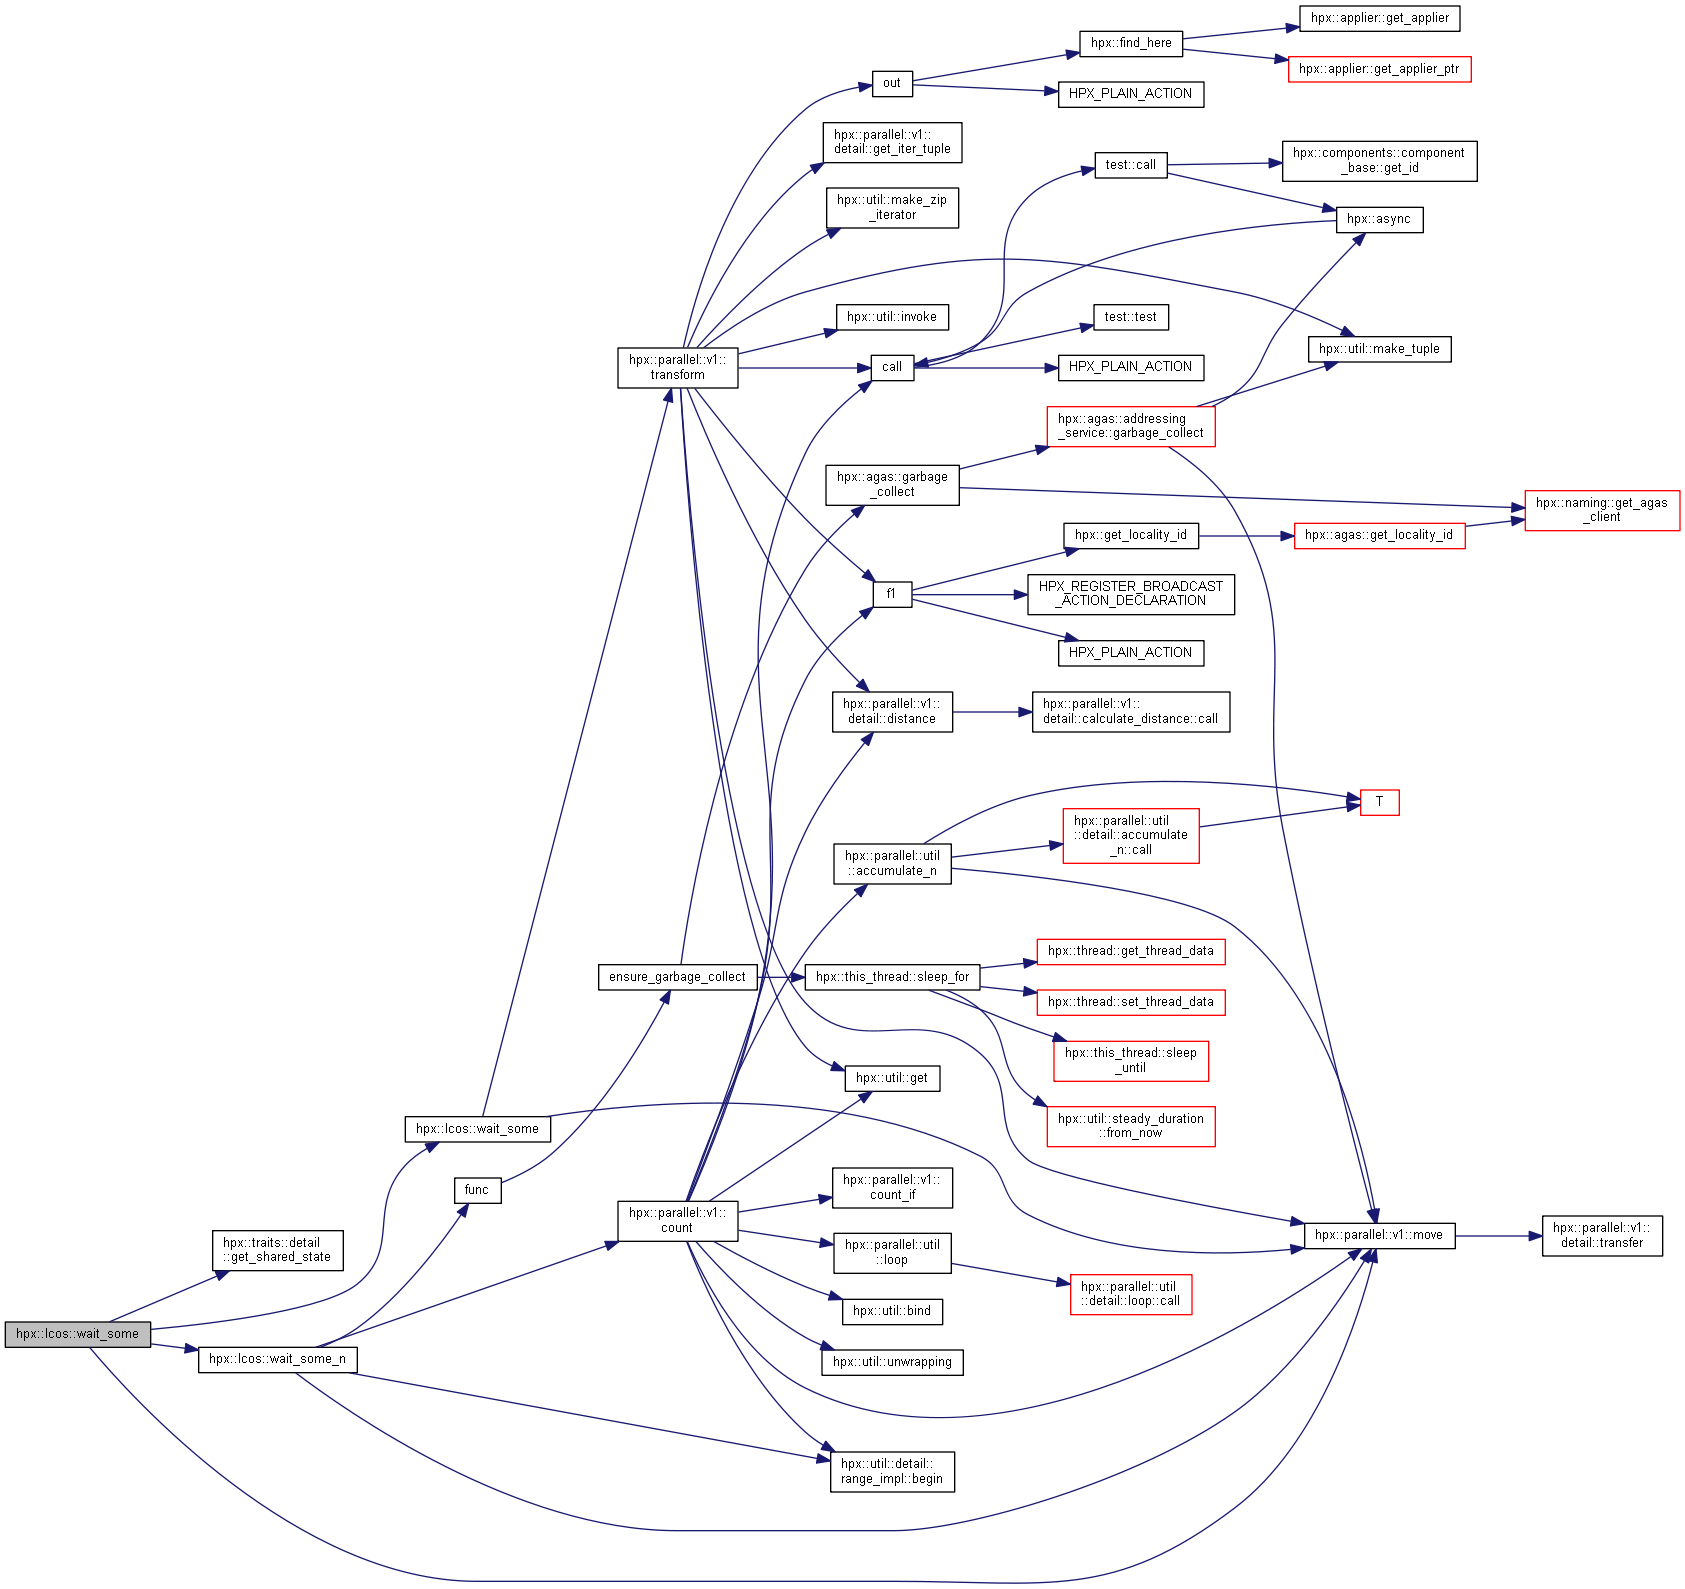 hpx::applier::get_applier
hpx::find_here
hpx::applier::get_applier_ptr
out
HPX_PLAIN_ACTION
hpx::parallel::v1::
detail::get_iter_tuple
test::call
hpx::components::component
_base::get_id
hpx::util::make_zip
_iterator
hpx::async
hpx::util::invoke
test::test
hpx::util::make_tuple
hpx::parallel::v1::
transform
call
HPX_PLAIN_ACTION
hpx::agas::addressing
_service::garbage_collect
hpx::agas::garbage
_collect
hpx::naming::get_agas
_client
hpx::get_locality_id
hpx::agas::get_locality_id
f1
HPX_REGISTER_BROADCAST
_ACTION_DECLARATION
HPX_PLAIN_ACTION
hpx::parallel::v1::
detail::distance
hpx::parallel::v1::
detail::calculate_distance::call
T
hpx::parallel::util
::detail::accumulate
_n::call
hpx::parallel::util
::accumulate_n
hpx::thread::get_thread_data
ensure_garbage_collect
hpx::this_thread::sleep_for
hpx::thread::set_thread_data
hpx::this_thread::sleep
_until
hpx::util::get
hpx::util::steady_duration
::from_now
hpx::lcos::wait_some
func
hpx::parallel::v1::
count_if
hpx::parallel::v1::
count
hpx::parallel::v1::move
hpx::parallel::v1::
detail::transfer
hpx::traits::detail
::get_shared_state
hpx::parallel::util
::loop
hpx::parallel::util
::detail::loop::call
hpx::util::bind
hpx::lcos::wait_some
hpx::lcos::wait_some_n
hpx::util::unwrapping
hpx::util::detail::
range_impl::begin